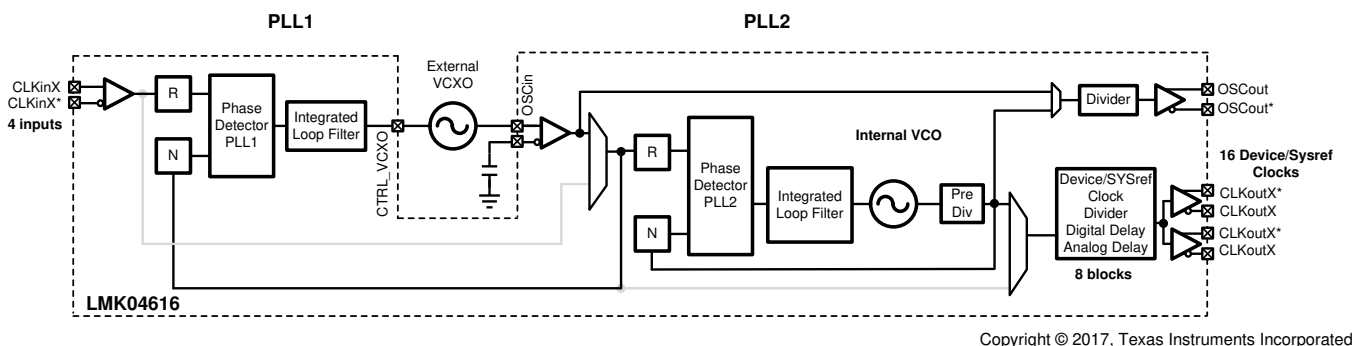 PLL1
PLL2
CLKinX
CLKinX*
4 inputs
R
N
Phase
Detector
PLL1
Integrated
Loop Filter
CTRL_VCXO
External
VCXO
OSCin
R
N
Phase
Detector
PLL2
Integrated
Loop Filter
Internal VCO
Pre
Div
Divider
OSCout
OSCout*
Device/SYSref
Clock
Divider
Digital Delay
Analog Delay
8 blocks
16 Device/Sysref
Clocks
CLKoutX*
CLKoutX
CLKoutX*
CLKoutX
LMK04616
Copyright © 2017, Texas Instruments Incorporated